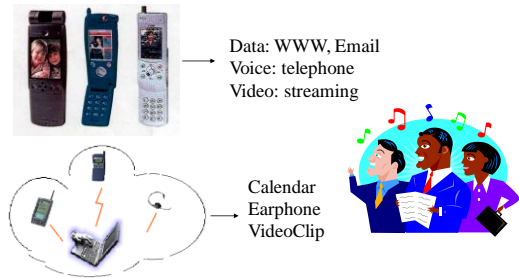 Data: WWW, Email
Voice: telephone
Video: streaming
Calendar
Earphone
VideoClip